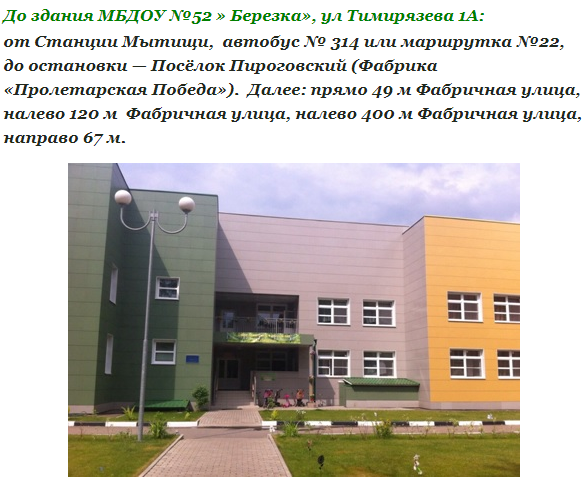 До здания МБДОУ №52 » Березка», ул Тимирязева 1А:
от Станции Мытищи, автобус № 314 или маршрутка №22,
до остановки — Посёлок Пироговский (Фабрика
«Пролетарская Победа»). Далее: прямо 49 м Фабричная улица,
налево 120 м Фабричная улица, налево 400 м Фабричная улица,
направо 67 м.